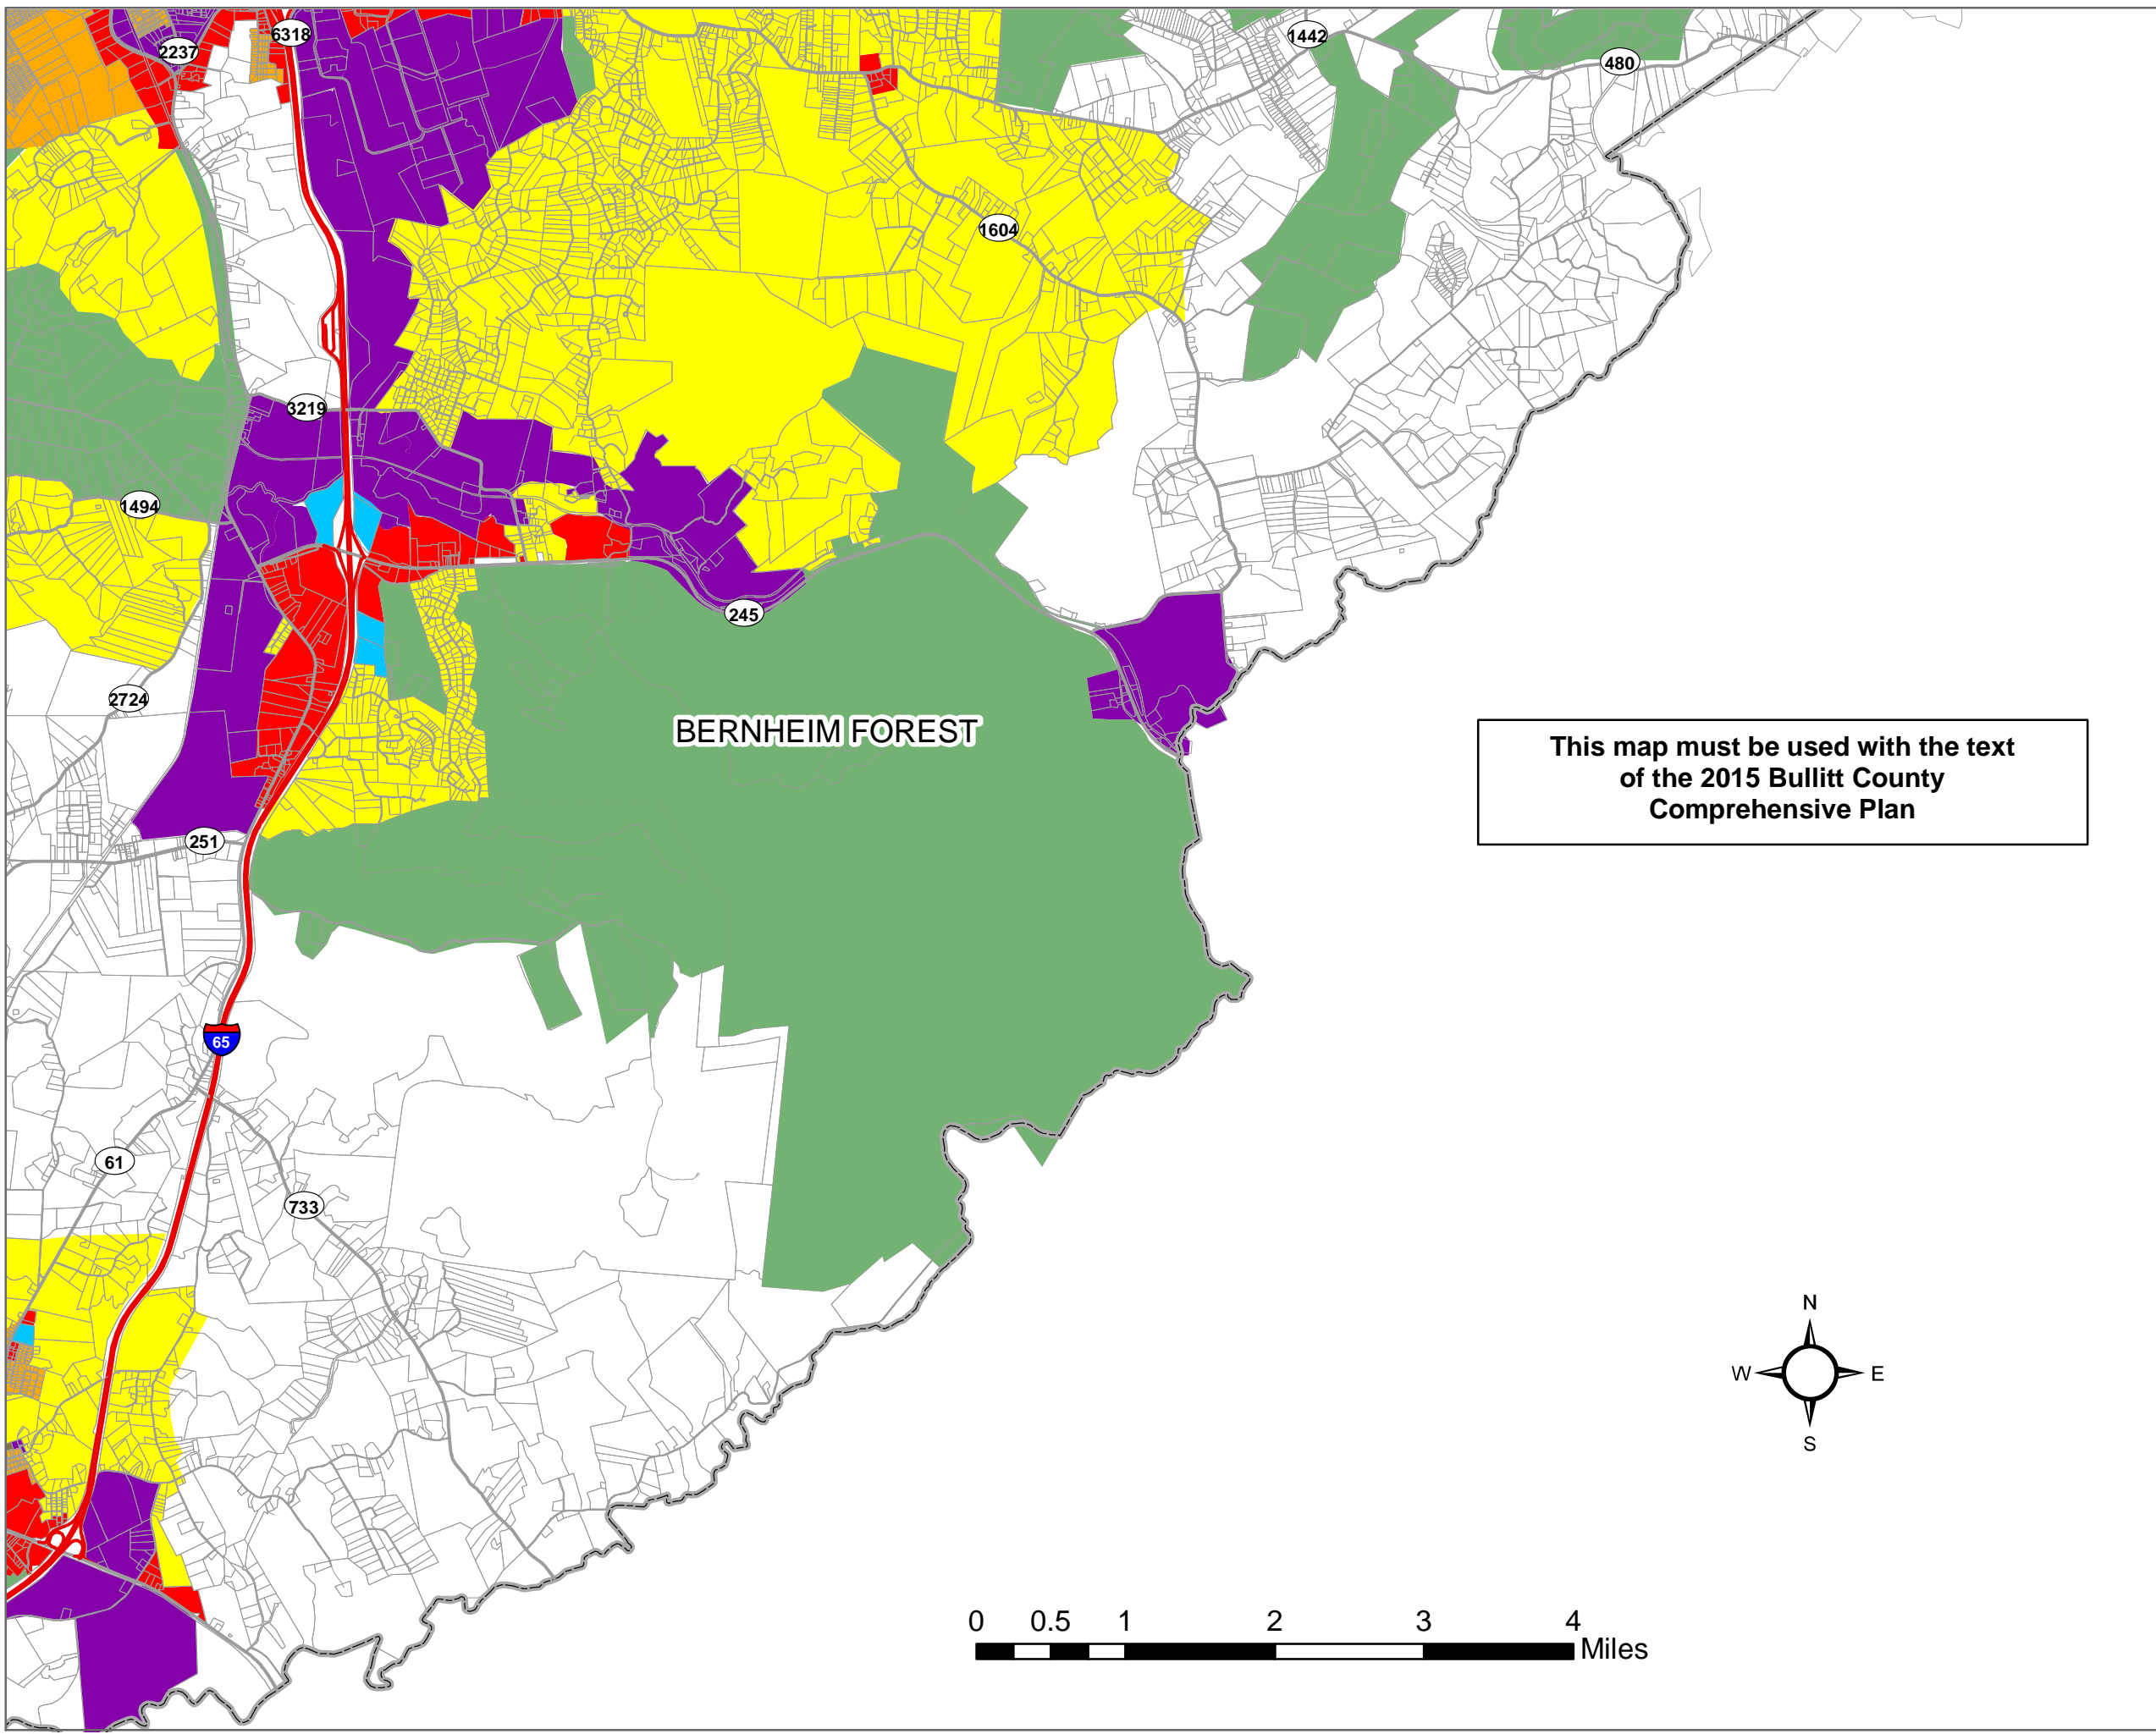 6318
2237
1442
480
1604
3219
1494
245
2724
BERNHEIM FOREST
This map must be used with the text
of the 2015 Bullitt County
Comprehensive Plan
251
65
61
733
N
W E
S
0 0.5 1 2 3 4
Miles